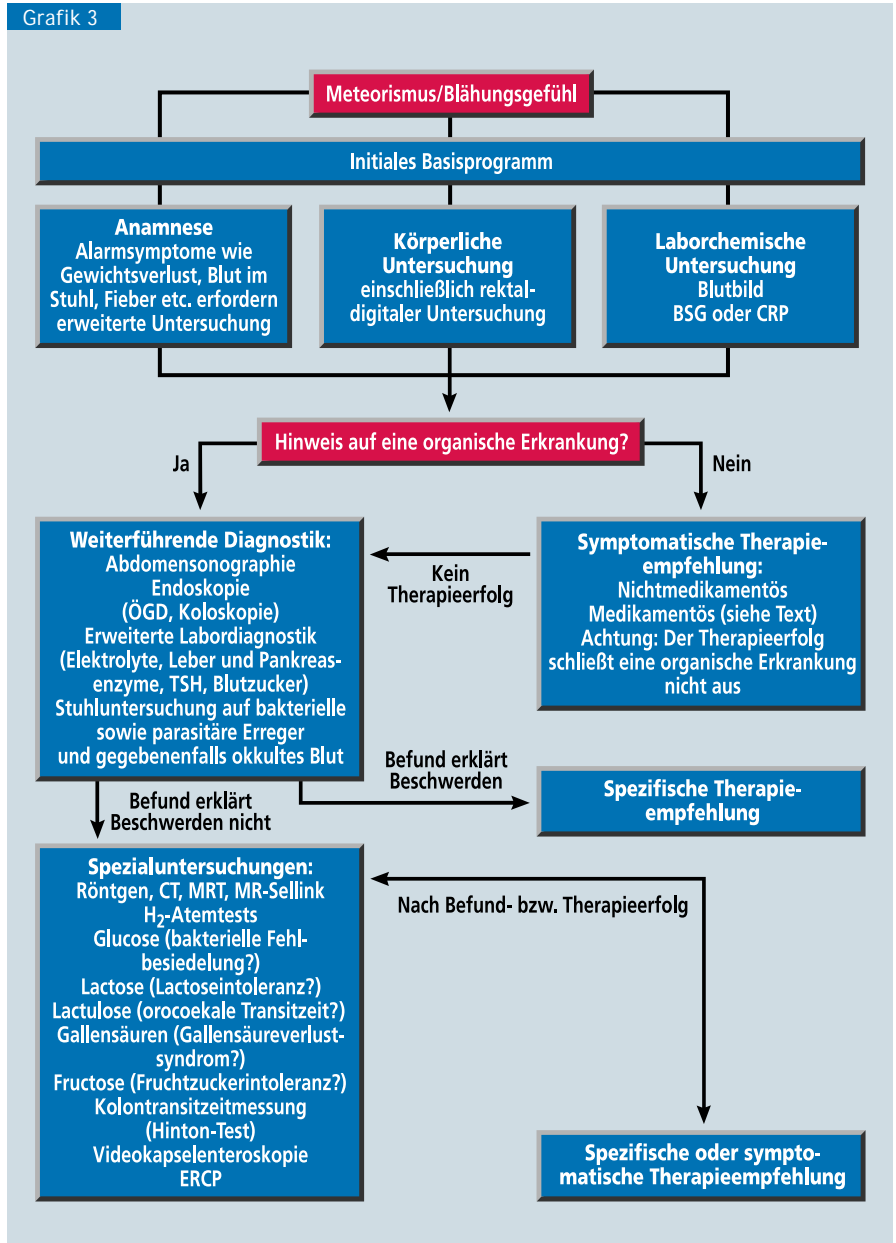 Grafik 3
Meteorismus/Blähungsgefühl
Initiales Basisprogramm
Anamnese
Alarmsymptome wie
Gewichtsverlust, Blut im
Stuhl, Fieber etc. erfordern
erweiterte Untersuchung
Körperliche
Untersuchung
einschließlich rektal-
digitaler Untersuchung
Laborchemische
Untersuchung
Blutbild
BSG oder CRP
Hinweis auf eine organische Erkrankung?
Ja
Nein
Weiterführende Diagnostik:
Abdomensonographie
Endoskopie
(ÖGD, Koloskopie)
Erweiterte Labordiagnostik
(Elektrolyte, Leber und Pankreas-
enzyme, TSH, Blutzucker)
Stuhluntersuchung auf bakterielle
sowie parasitäre Erreger
und gegebenenfalls okkultes Blut
Kein
Therapieerfolg
Symptomatische Therapie-
empfehlung:
Nichtmedikamentös
Medikamentös (siehe Text)
Achtung: Der Therapieerfolg
schließt eine organische Erkrankung
nicht aus
Befund erklärt
Beschwerden
Spezifische Therapie-
empfehlung
Befund erklärt
Beschwerden nicht
Spezialuntersuchungen:
Röntgen, CT, MRT, MR-Sellink
H₂-Atemtests
Glucose (bakterielle Fehl-
besiedelung?)
Lactose (Lactoseintoleranz?)
Lactulose (orocoekale Transitzeit?)
Gallensäuren (Gallensäureverlust-
syndrom?)
Fructose (Fruchtzuckerintoleranz?)
Kolontransitzeitmessung
(Hinton-Test)
Videokapselenteroskopie
ERCP
Nach Befund- bzw. Therapieerfolg
Spezifische oder sympto-
matische Therapieempfehlung